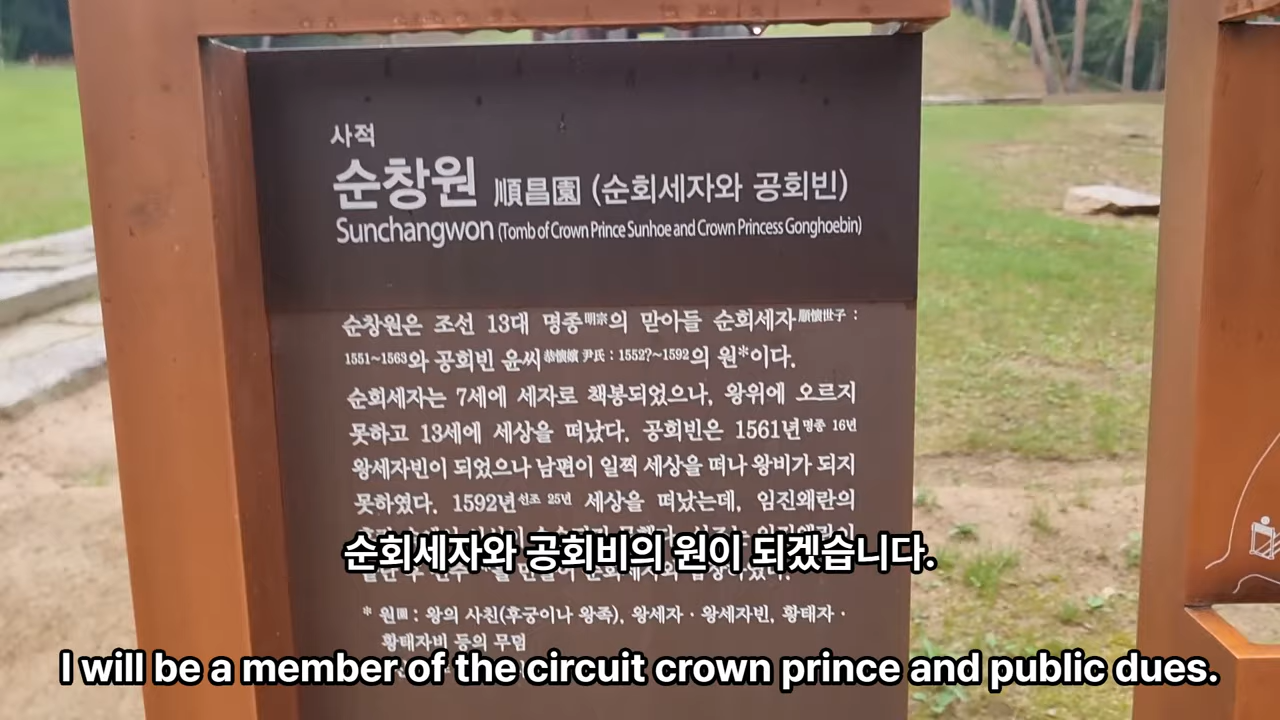 사적
순창원 順昌園 (순회세자와 공회빈)
Sunchangwon (Tomb of Crown Prince Sunhoe and Crown Princess Gonghoebin)
순창원은 조선 13대 명종明宗의 맏아들 순회세자順懷世子 :
1551~1563와 공회빈 윤씨恭懷嬪 尹氏 : 1552?~1592의 원*이다.
순회세자는 7세에 세자로 책봉되었으나, 왕위에 오르지
못하고 13세에 세상을 떠났다. 공회빈은 1561년명종 16년
왕세자빈이 되었으나 남편이 일찍 세상을 떠나 왕비가 되지
못하였다. 1592년선조 25년 세상을 떠났는데, 임진왜란의
순회세자와 공회비의 원이 되겠습니다.
* 원園 : 왕의 사친(후궁이나 왕족), 왕세자 · 왕세자빈, 황태자 ·
황태자비 등의 무덤
I will be a member of the circuit crown prince and public dues.